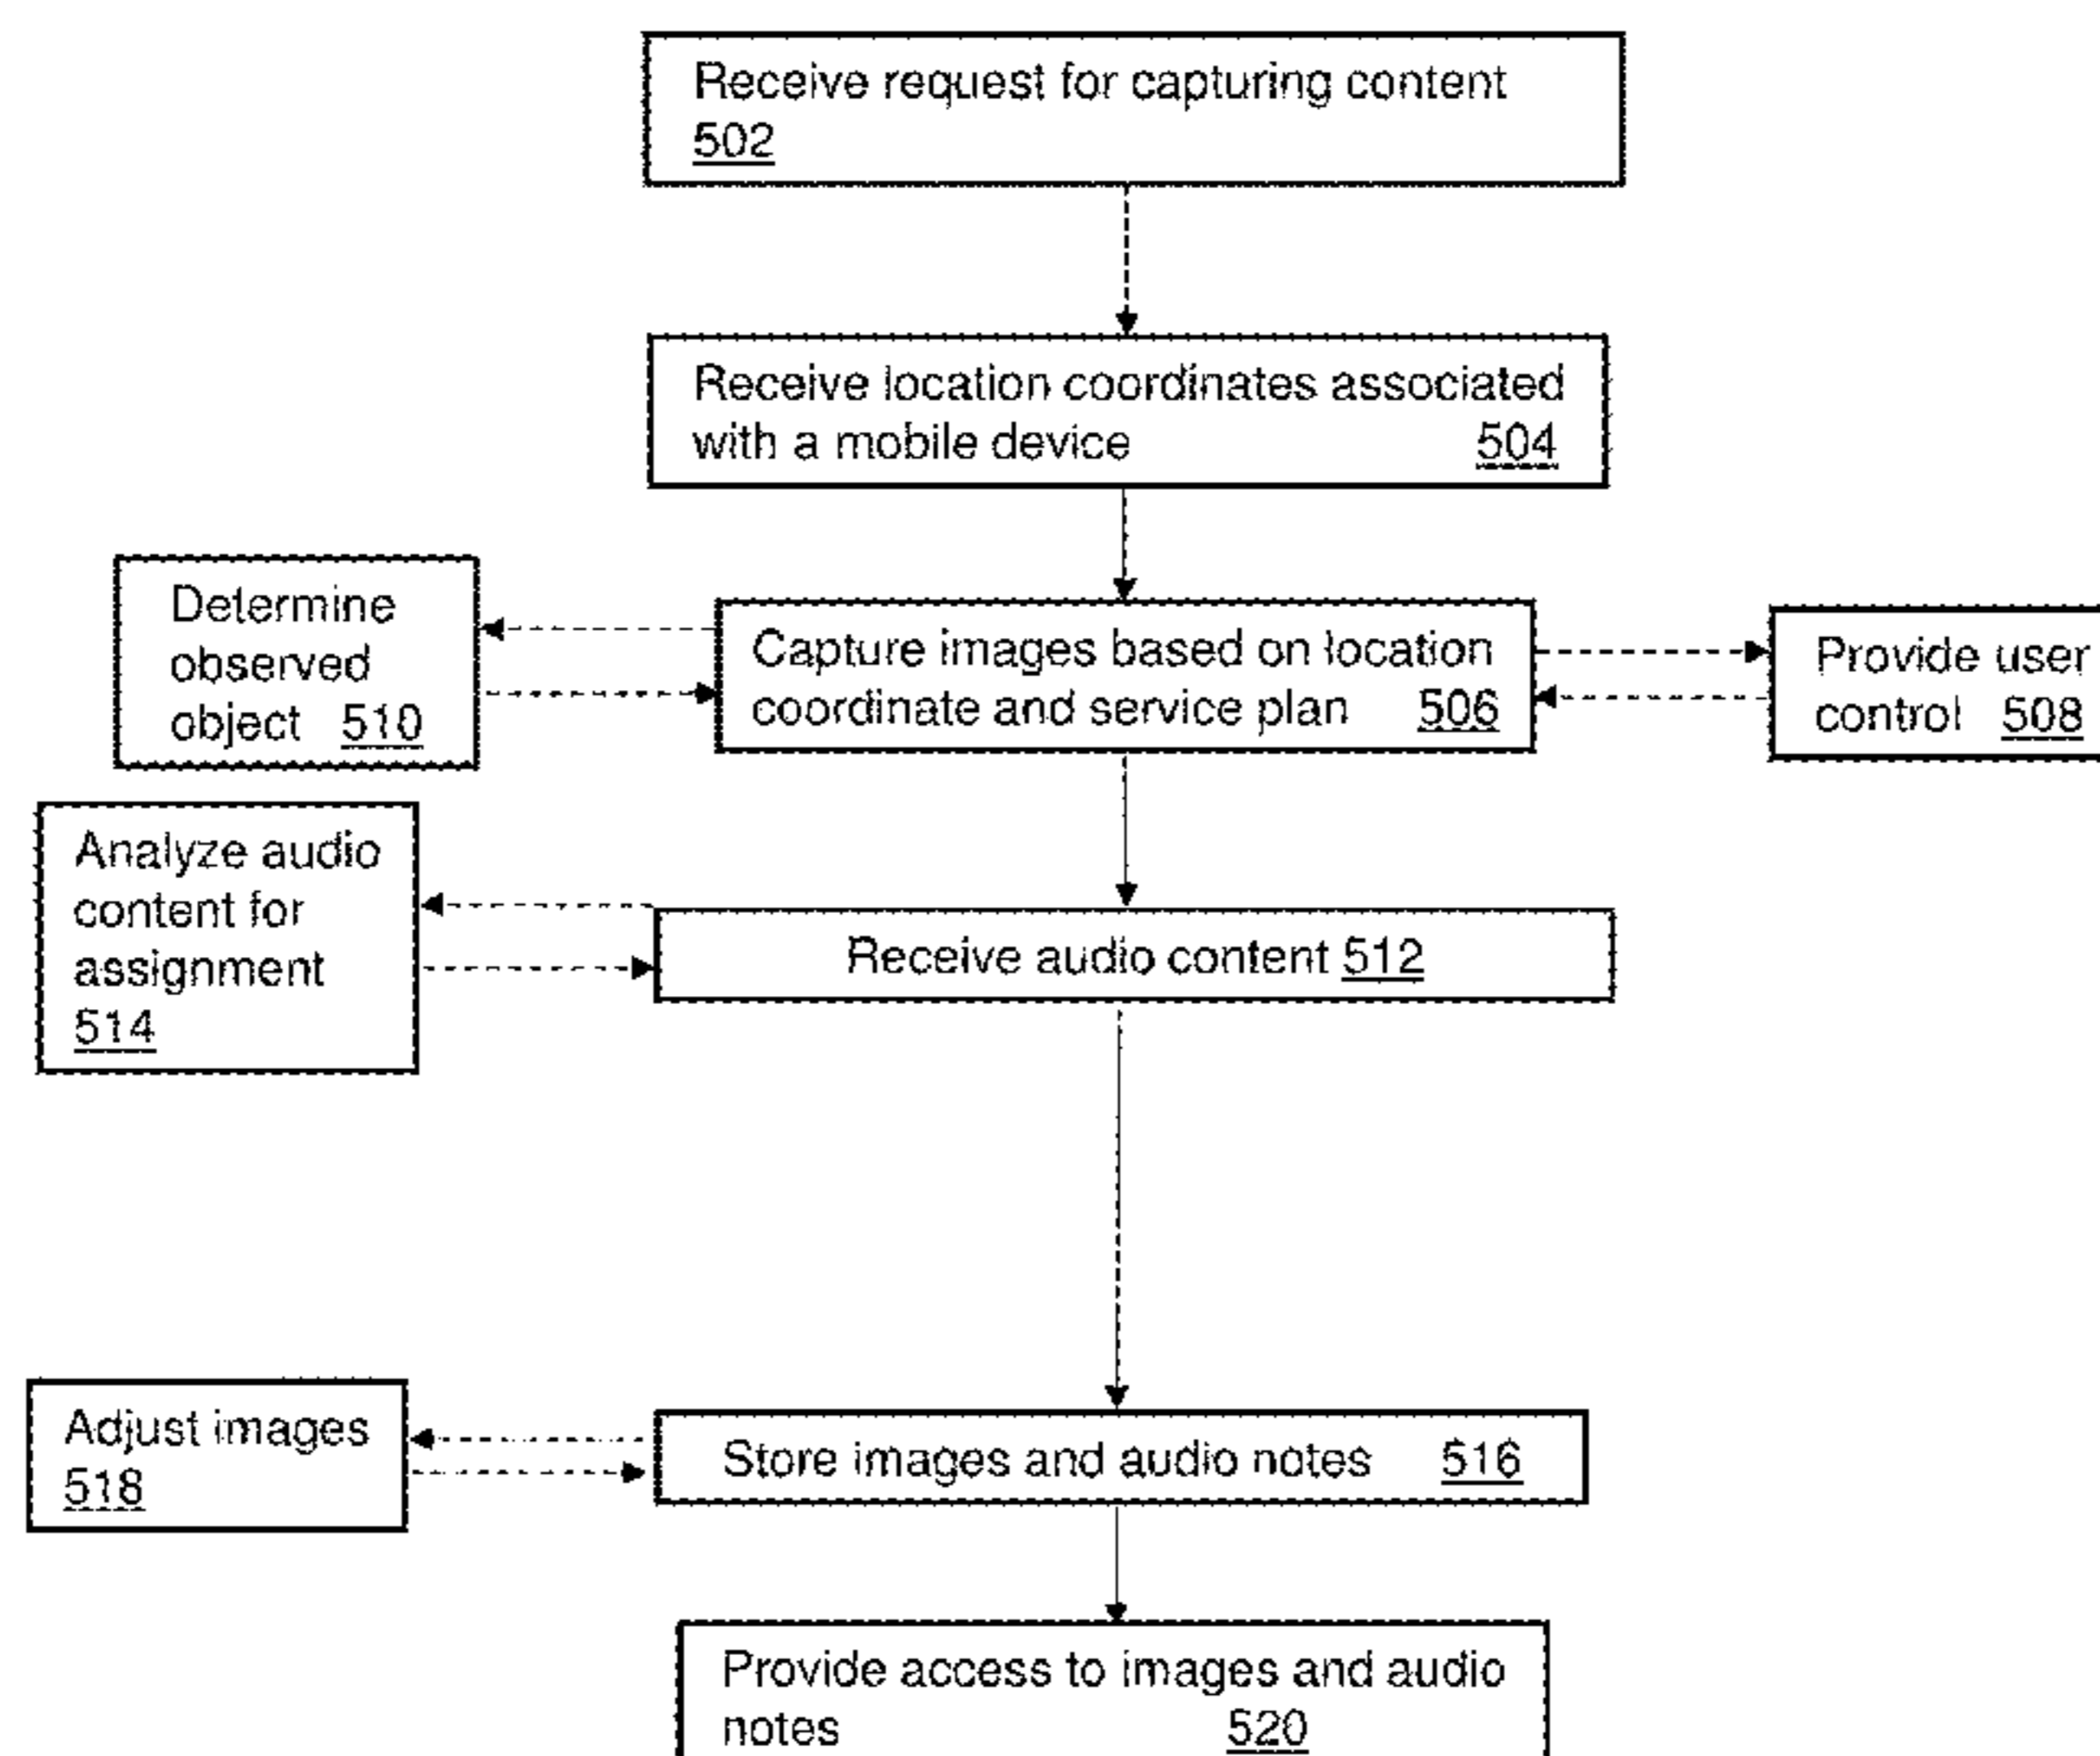 Receive request for capturing content
502
Receive location coordinates associated
with a mobile device 504
Determine
observed
object 510
Capture images based on location
coordinate and service plan 506
Provide user
control 508
Analyze audio
content for
assignment
514
Receive audio content 512
Adjust images
518
Store images and audio notes 516
Provide access to images and audio
notes 520